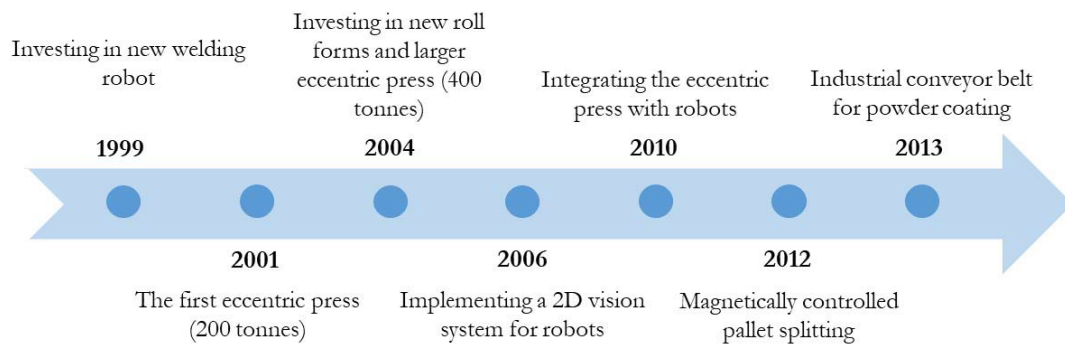 Investing in new welding
robot
1999
Investing in new roll
forms and larger
eccentric press (400
tonnes)
2004
Integrating the eccentric
press with robots
2010
Industrial conveyor belt
for powder coating
2013
2001
The first eccentric press
(200 tonnes)
2006
Implementing a 2D vision
system for robots
2012
Magnetically controlled
pallet splitting